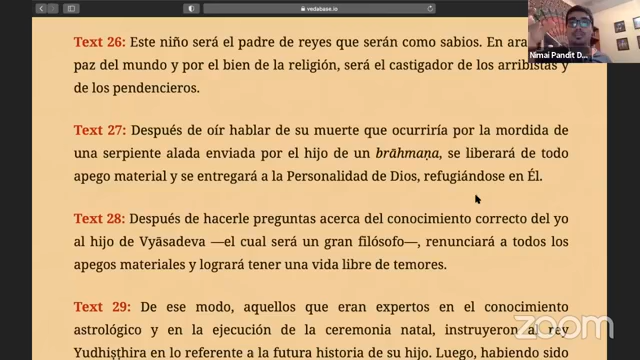 vedabase.io
Nimai Pandit D...
Text 26: Este niño será el padre de reyes que serán como sabios. En
paz del mundo y por el bien de la religión, será el castigador de los arribistas y
de los pendencieros.
Text 27: Después de oír hablar de su muerte que ocurriría por la mordida de
una serpiente alada enviada por el hijo de un brāhmaṇa, se liberará de todo
apego material y se entregará a la Personalidad de Dios, refugiándose en Él.
Text 28: Después de hacerle preguntas acerca del conocimiento correcto del yo
al hijo de Vyāsadeva —el cual será un gran filósofo—, renunciará a todos los
apegos materiales y logrará tener una vida libre de temores.
Text 29: De ese modo, aquellos que eran expertos en el conocimiento
astrológico y en la ejecución de la ceremonia natal, instruyeron al rey
Yudhiṣṭhira en lo referente a la futura historia de su hijo. Luego, habiendo sido
zoom